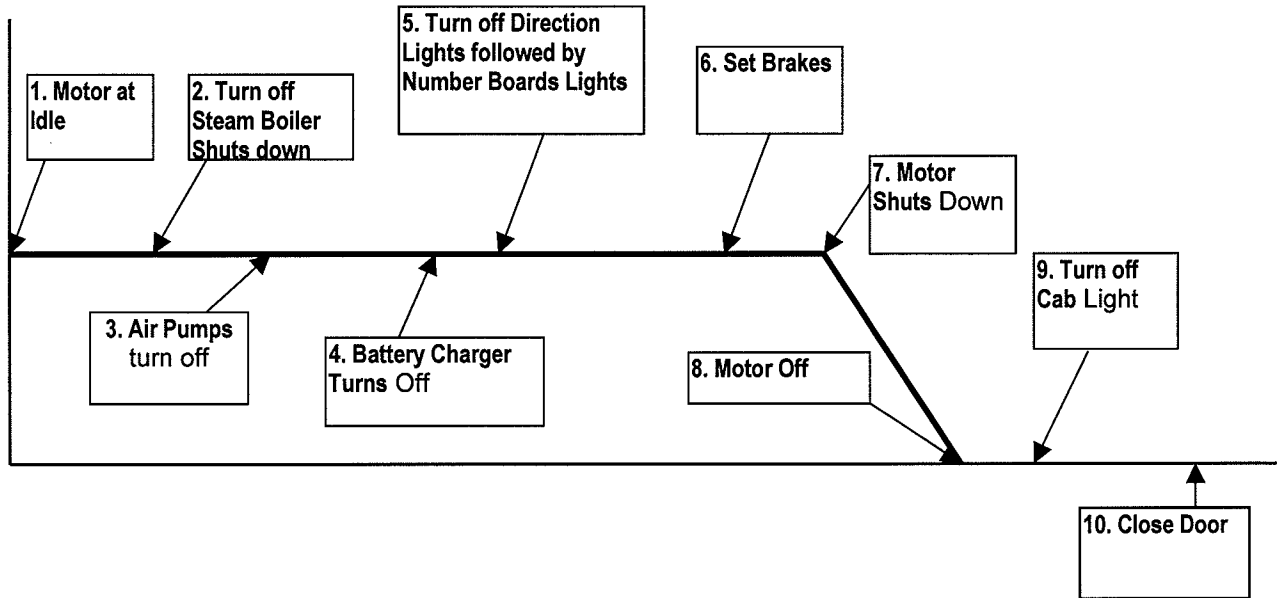 1. Motor at
Idle
2. Turn off
Steam Boiler
Shuts down
3. Air Pumps
turn off
4. Battery Charger
Turns Off
5. Turn off Direction
Lights followed by
Number Boards Lights
6. Set Brakes
7. Motor
Shuts Down
8. Motor Off
9. Turn off
Cab Light
10. Close Door